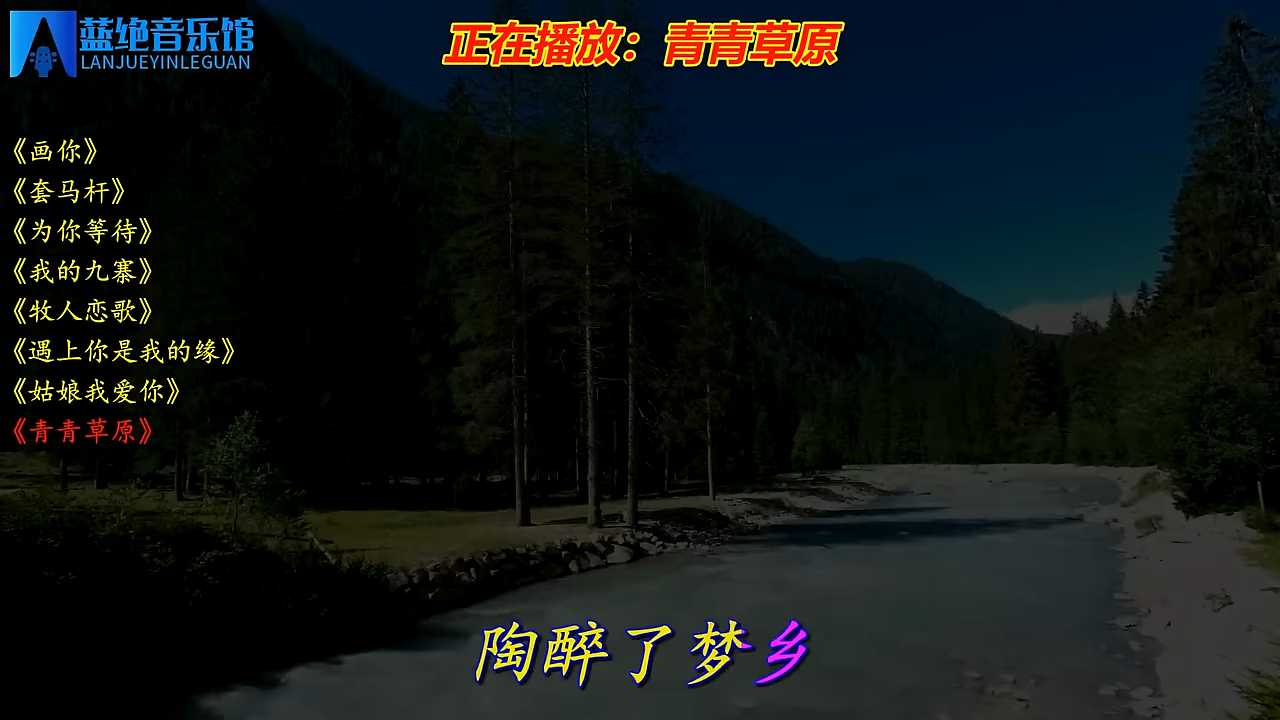 蓝绝音乐馆
LANJUEYINLEGUAN
正在播放：青青草原
《画你》
《套马杆》
《为你等待》
《我的九寨》
《牧人恋歌》
《遇上你是我的缘》
《姑娘我爱你》
《青青草原》
陶醉了梦乡